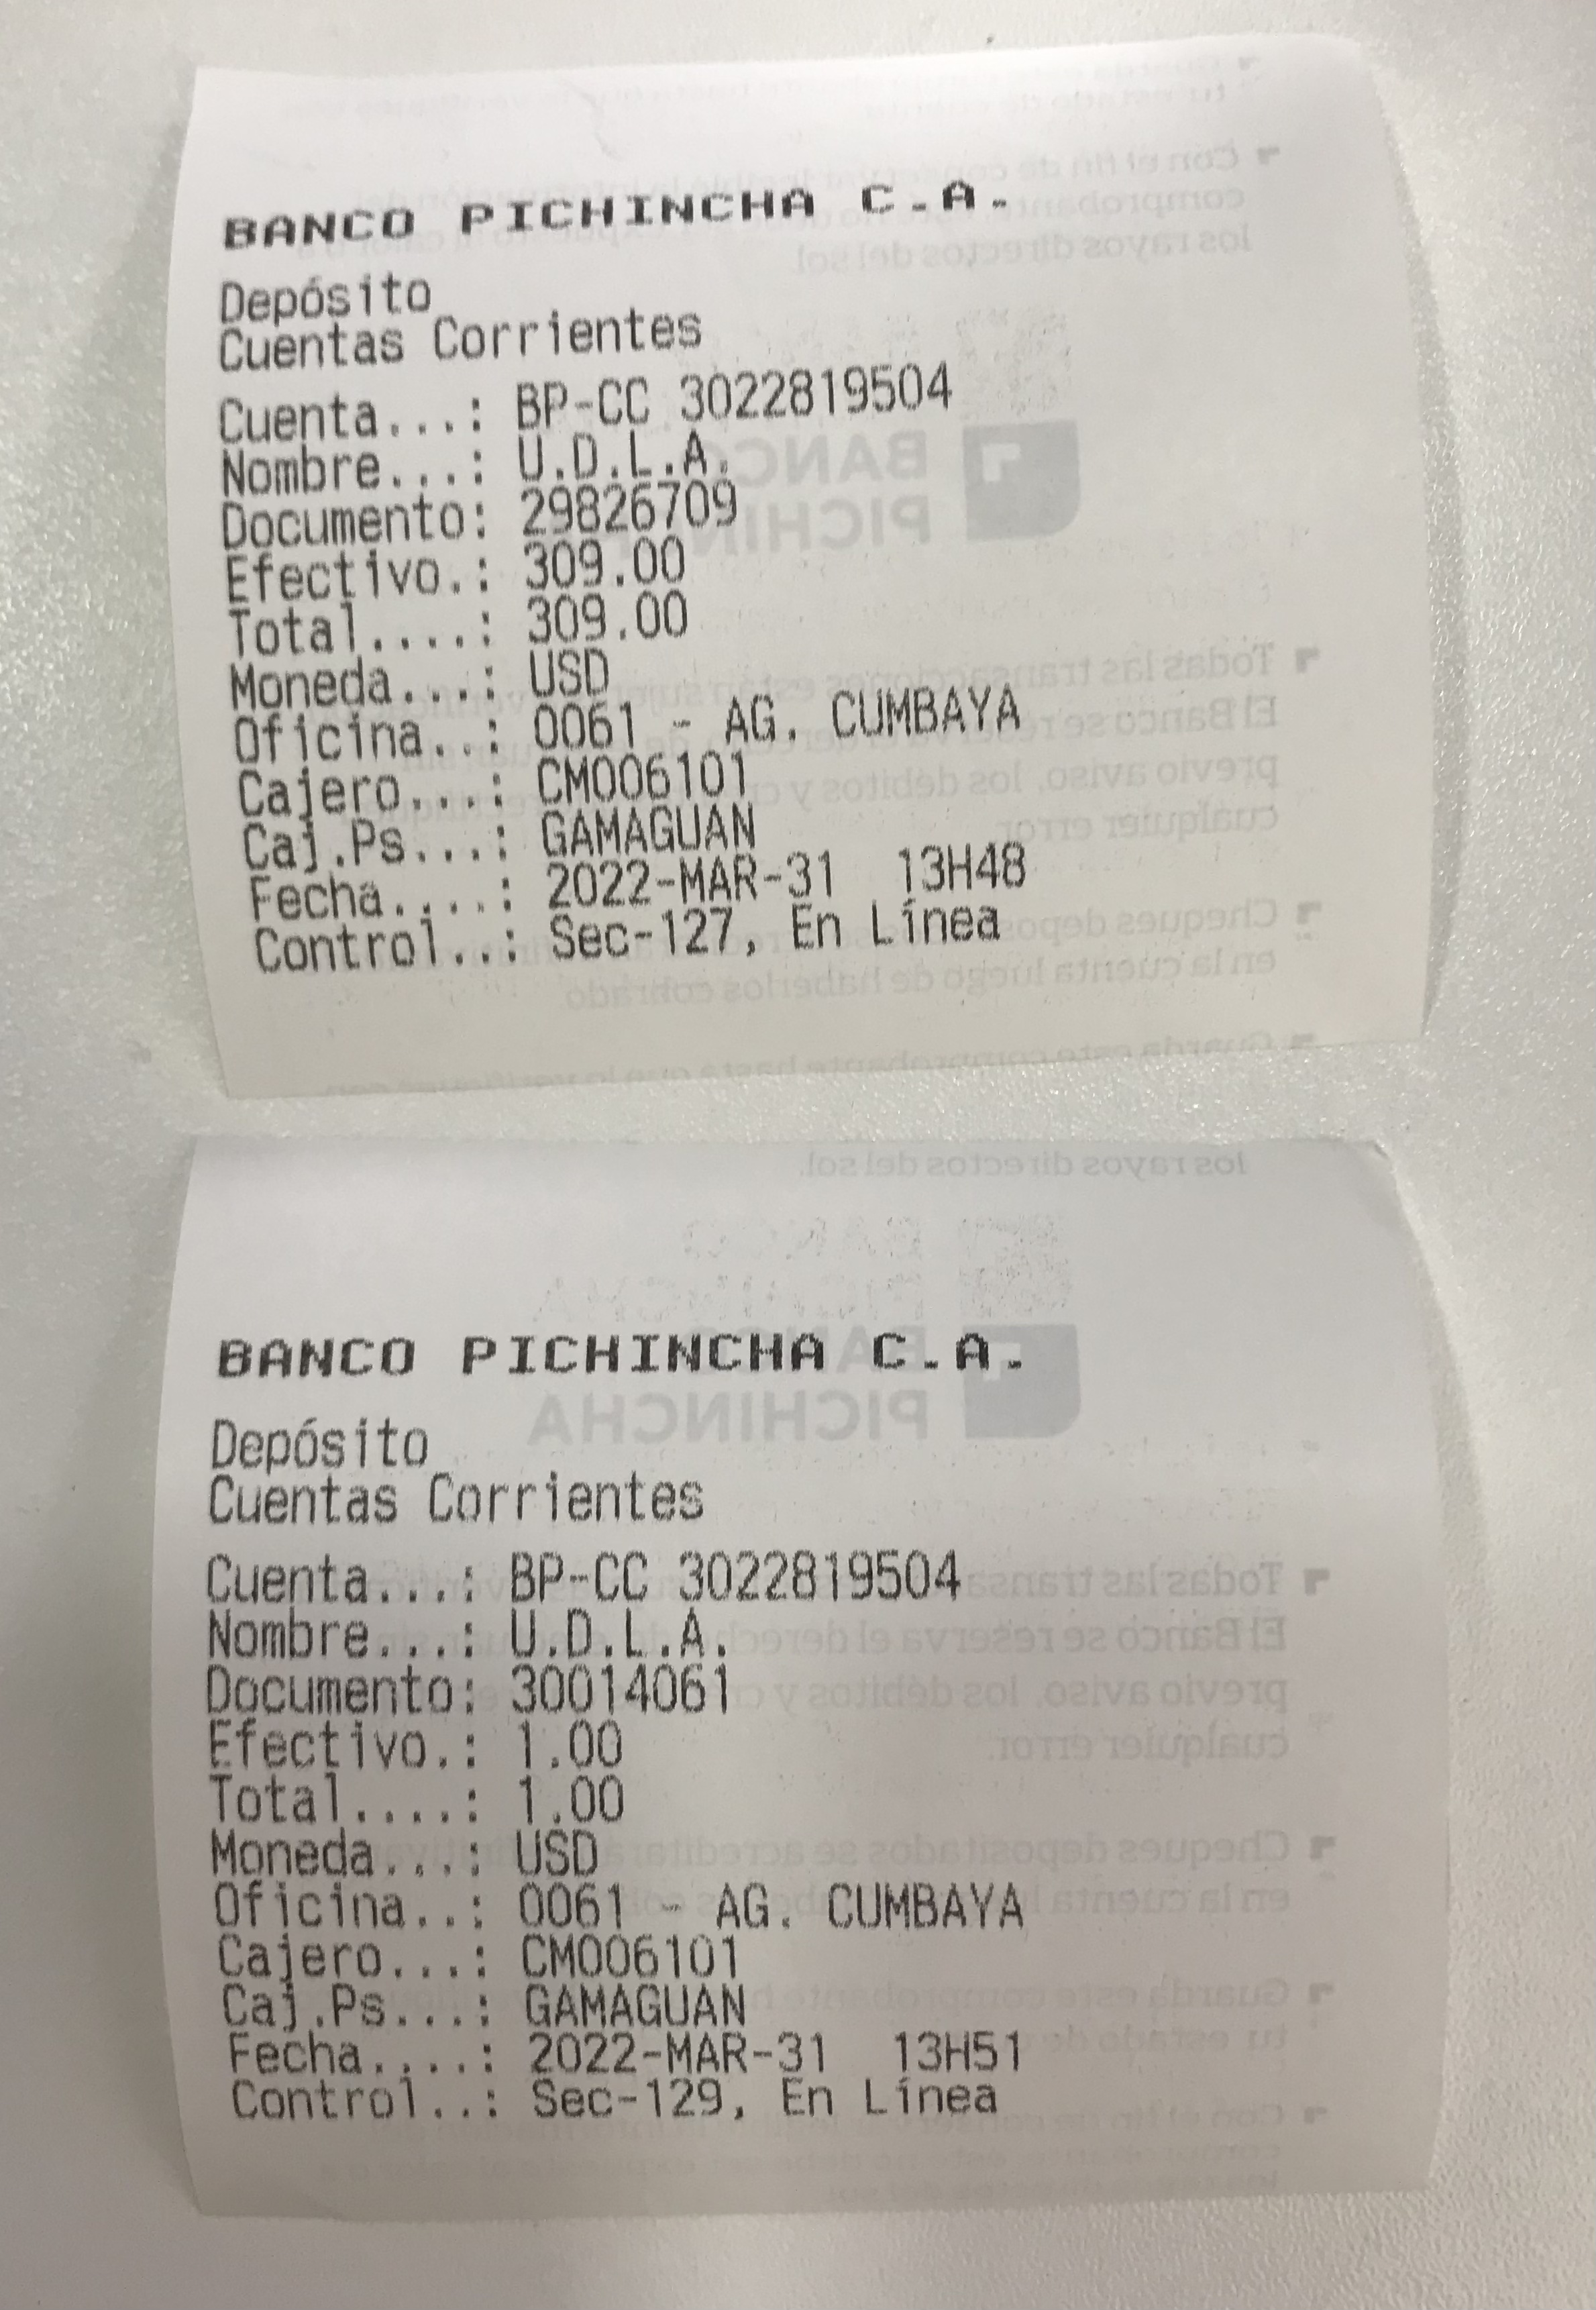 BANCO PICHINCHA C.A.
Depósito
Cuentas Corrientes
Cuenta...: BP-CC 3022819504
Nombre...: U.D.L.A.
Documento: 29826709
Efectivo.: 309.00
Total....: 309.00
Moneda...: USD
Oficina..: 0061 - AG. CUMBAYA
Cajero...: CM006101
Caj.Ps...: GAMAGUAN
Fecha....: 2022-MAR-31 13H48
Control..: Sec-127, En Línea
BANCO PICHINCHA C.A.
Depósito
Cuentas Corrientes
Cuenta...: BP-CC 3022819504
Nombre...: U.D.L.A.
Documento: 30014061
Efectivo.: 1.00
Total....: 1.00
Moneda...: USD
Oficina..: 0061 - AG. CUMBAYA
Cajero...: CM006101
Caj.Ps...: GAMAGUAN
Fecha....: 2022-MAR-31 13H51
Control..: Sec-129, En Línea